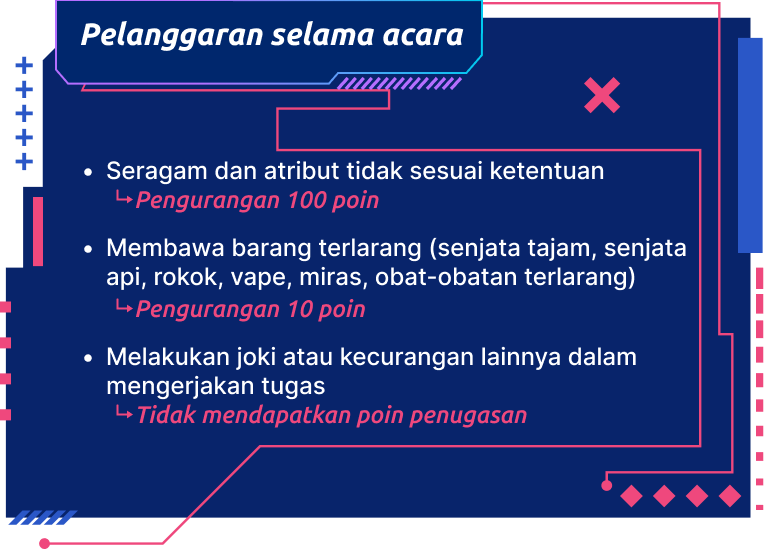 Pelanggaran selama acara
• Seragam dan atribut tidak sesuai ketentuan
↳Pengurangan 100 poin
• Membawa barang terlarang (senjata tajam, senjata
api, rokok, vape, miras, obat-obatan terlarang)
↳Pengurangan 10 poin
• Melakukan joki atau kecurangan lainnya dalam
mengerjakan tugas
↳Tidak mendapatkan poin penugasan